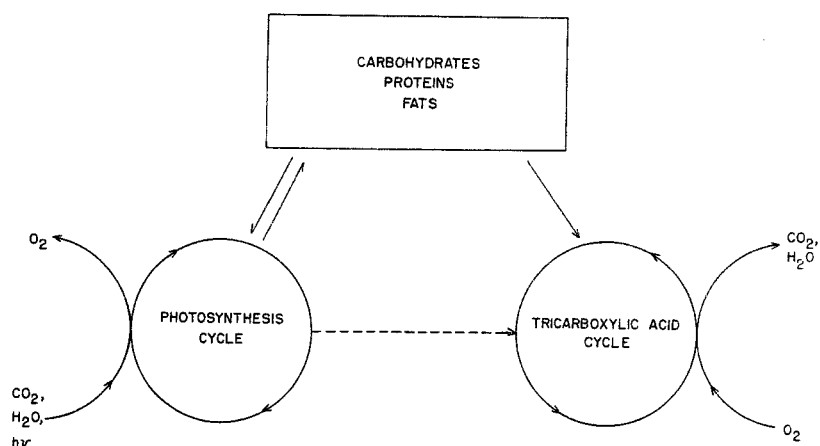 CARBOHYDRATES
PROTEINS
FATS
O₂
CO₂,
H₂O
PHOTOSYNTHESIS
CYCLE
TRICARBOXYLIC ACID
CYCLE
CO₂,
H₂O,
hν
O₂